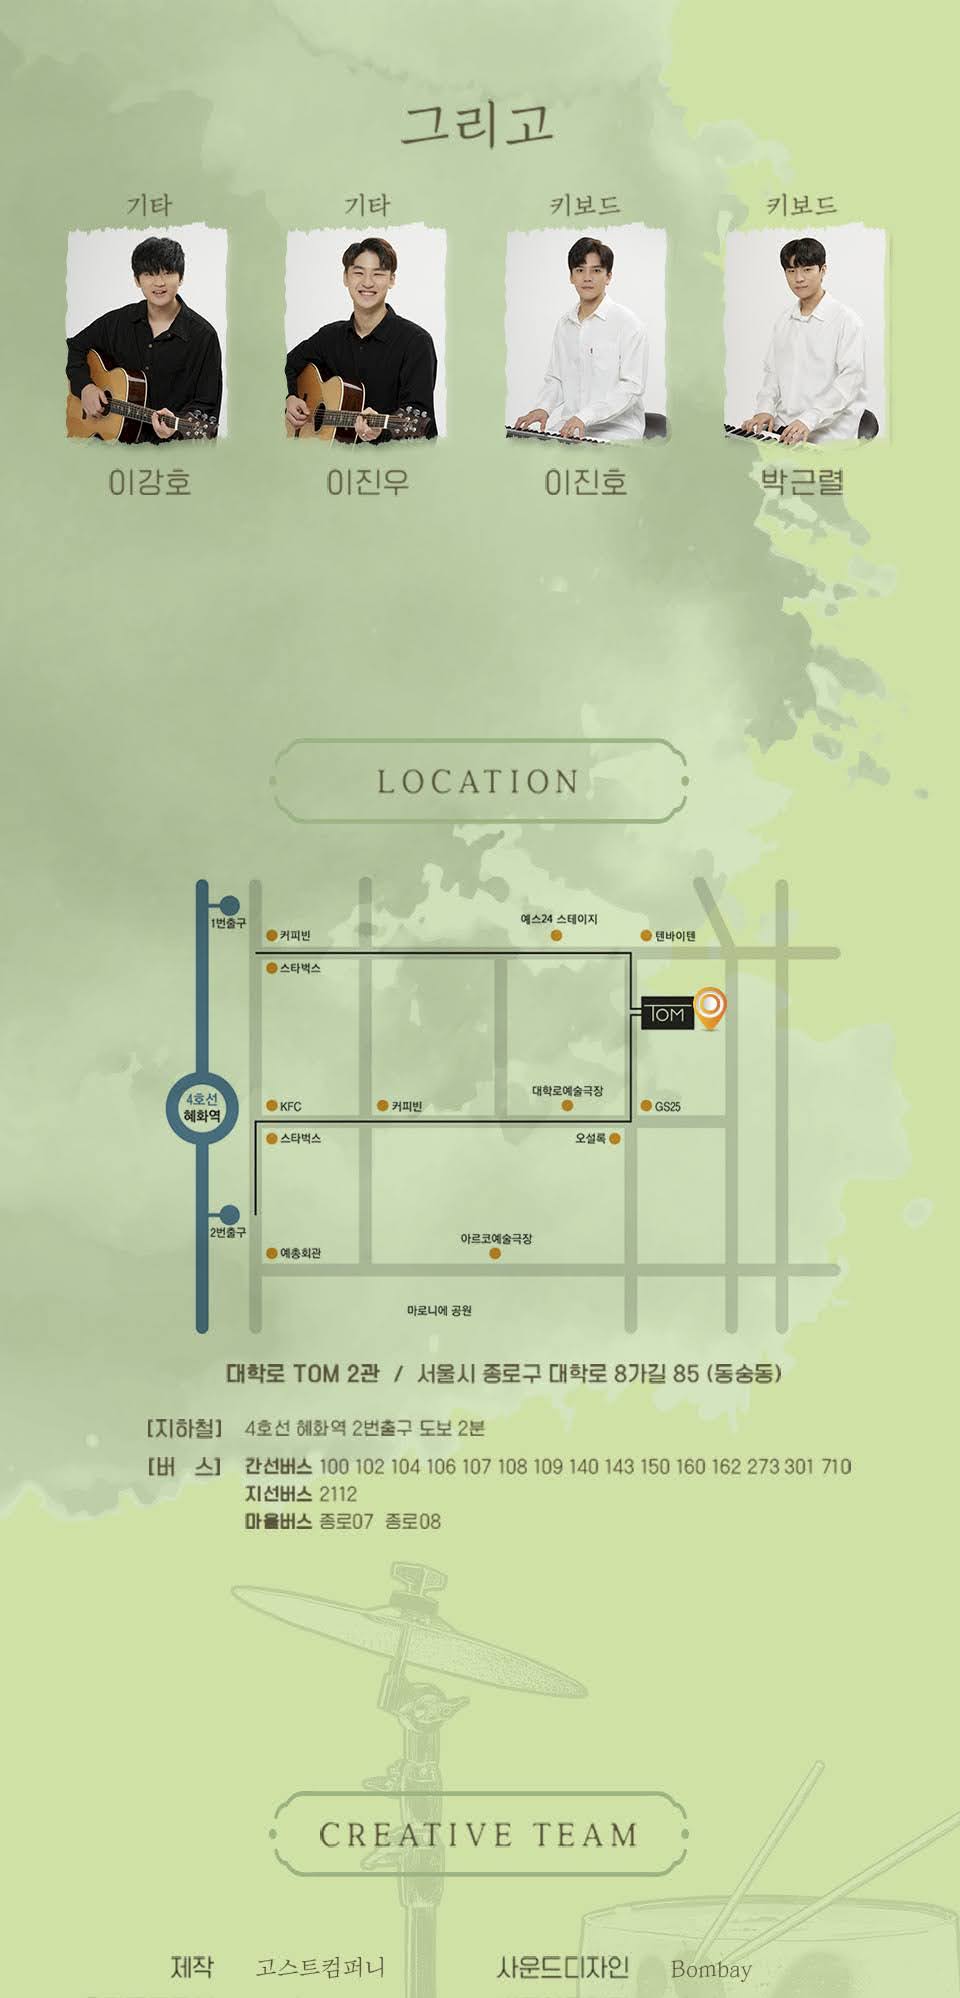 그리고
기타 기타 키보드 키보드
이강호 이진우 이진호 박근렬
LOCATION
1번출구
커피빈
예스24 스테이지
텐바이텐
스타벅스
TOM
4호선
혜화역
KFC
커피빈
대학로예술극장
GS25
스타벅스
오설록
2번출구
예총회관
아르코예술극장
마로니에 공원
대학로 TOM 2관 / 서울시 종로구 대학로 8가길 85 (동숭동)
[지하철] 4호선 혜화역 2번출구 도보 2분
[버 스] 간선버스 100 102 104 106 107 108 109 140 143 150 160 162 273 301 710
지선버스 2112
마을버스 종로07 종로08
CREATIVE TEAM
제작 고스트컴퍼니 사운드디자인 Bombay